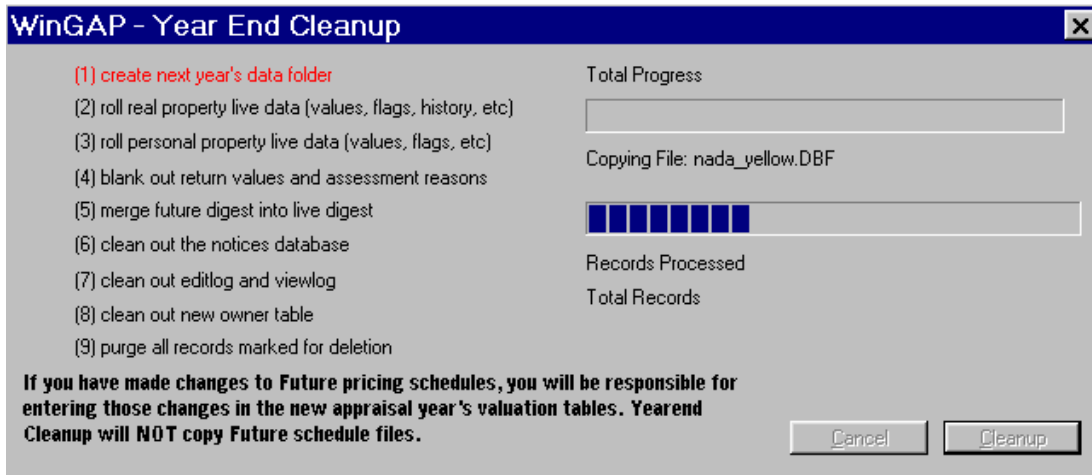 WinGAP - Year End Cleanup
(1) create next year's data folder
(2) roll real property live data (values, flags, history, etc)
(3) roll personal property live data (values, flags, etc)
(4) blank out return values and assessment reasons
(5) merge future digest into live digest
(6) clean out the notices database
(7) clean out editlog and viewlog
(8) clean out new owner table
(9) purge all records marked for deletion
Total Progress
Copying File: nada_yellow.DBF
Records Processed
Total Records
If you have made changes to Future pricing schedules, you will be responsible for
entering those changes in the new appraisal year's valuation tables. Yearend
Cleanup will NOT copy Future schedule files.
Cancel
Cleanup